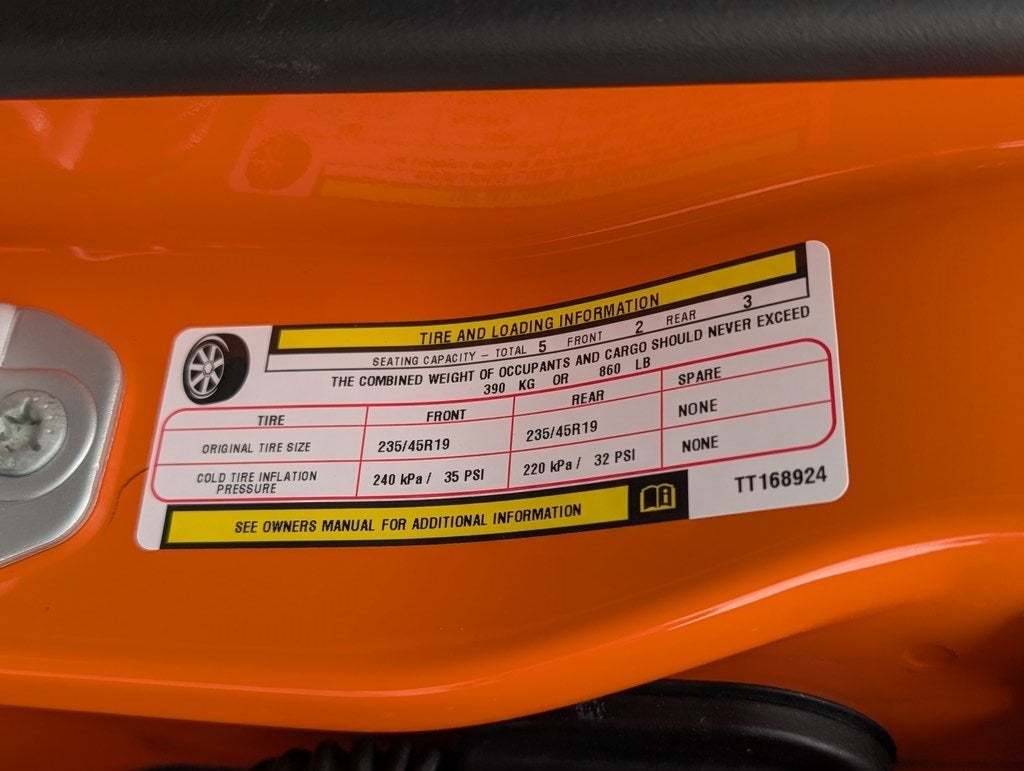 TIRE AND LOADING INFORMATION
SEATING CAPACITY – TOTAL 5 FRONT 2 REAR 3
THE COMBINED WEIGHT OF OCCUPANTS AND CARGO SHOULD NEVER EXCEED
390 KG OR 860 LB
TIRE FRONT REAR SPARE
ORIGINAL TIRE SIZE 235/45R19 235/45R19 NONE
COLD TIRE INFLATION PRESSURE 240 kPa / 35 PSI 220 kPa / 32 PSI NONE
SEE OWNERS MANUAL FOR ADDITIONAL INFORMATION
TT168924